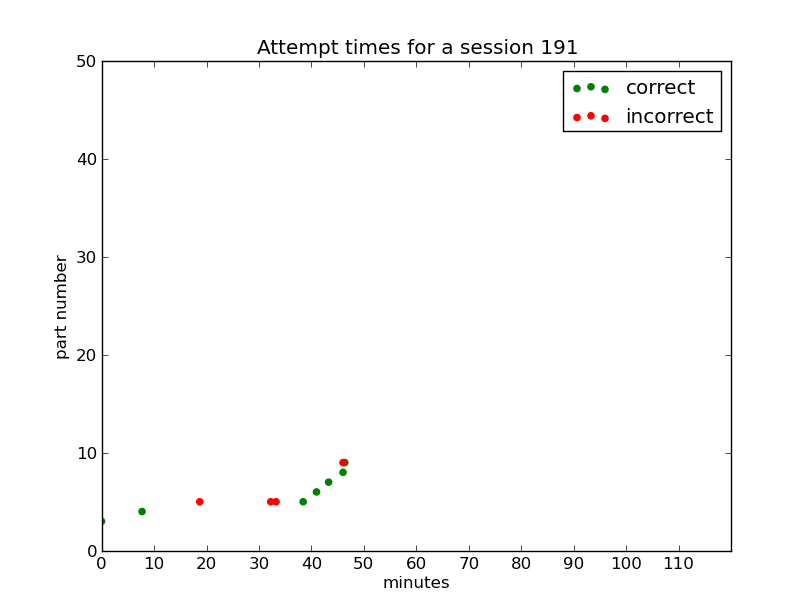 Attempt times for a session 191
correct
incorrect
50
40
30
20
10
0
part number
0 10 20 30 40 50 60 70 80 90 100 110
minutes